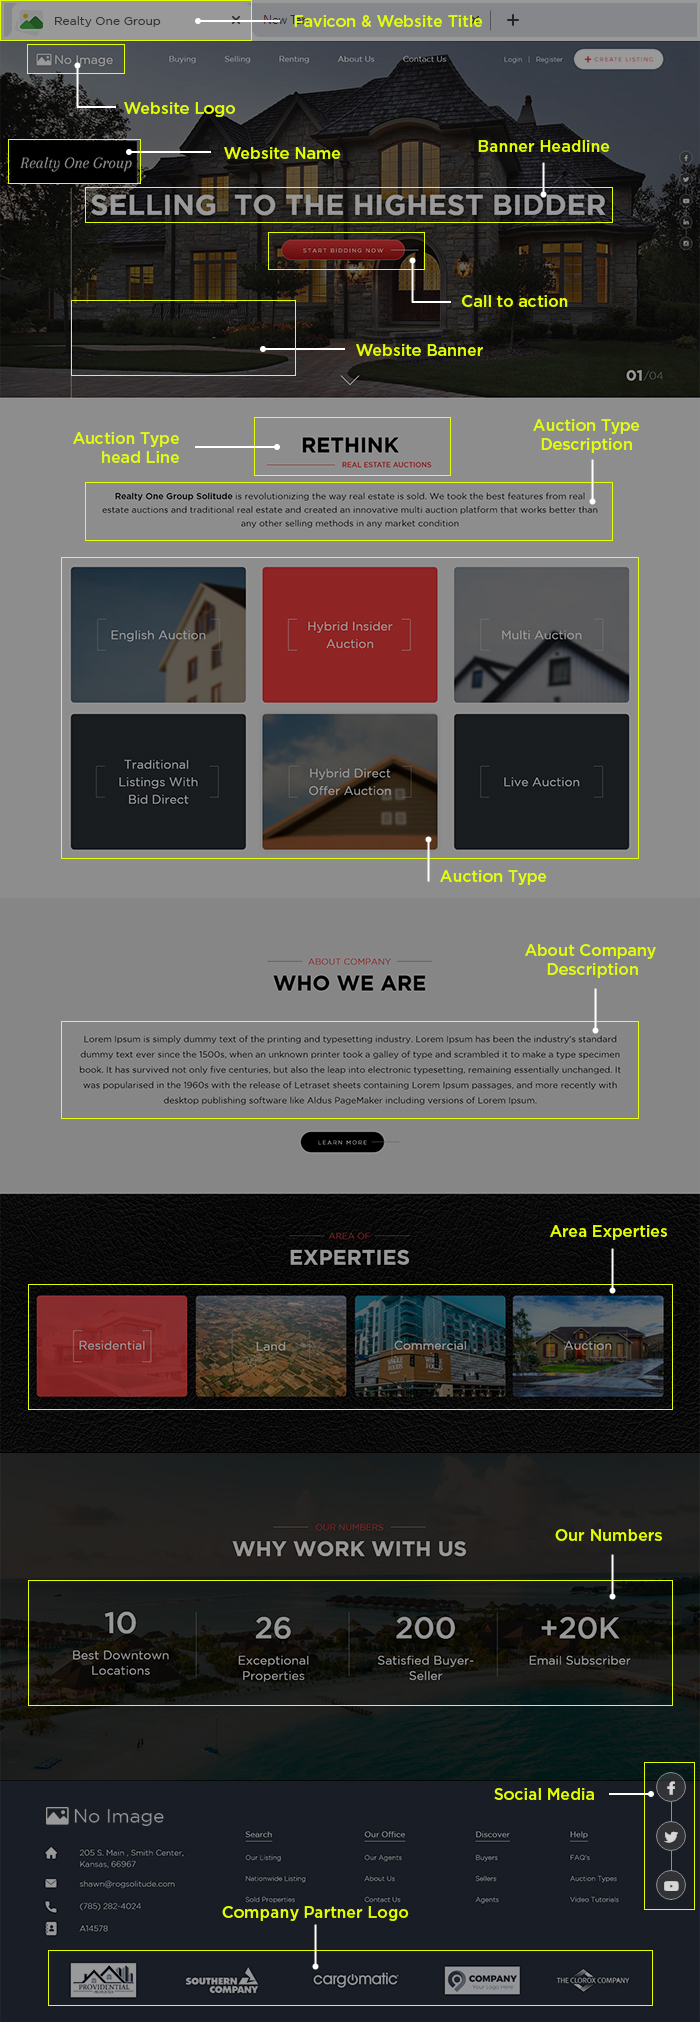 Realty One Group
New Ta
Favicon & Website Title
No Image
Buying Selling Renting About Us Contact Us
Login | Register
CREATE LISTING
Website Logo
Website Name
Realty One Group
Banner Headline
SELLING TO THE HIGHEST BIDDER
START BIDDING NOW
Call to action
Website Banner
01/04
Auction Type
head Line
RETHINK
REAL ESTATE AUCTIONS
Auction Type
Description
Realty One Group Solitude is revolutionizing the way real estate is sold. We took the best features from real
estate auctions and traditional real estate and created an innovative multi auction platform that works better than
any other selling methods in any market condition
English Auction
Hybrid Insider
Auction
Multi Auction
Traditional
Listings With
Bid Direct
Hybrid Direct
Offer Auction
Live Auction
Auction Type
About Company
Description
ABOUT COMPANY
WHO WE ARE
Lorem Ipsum is simply dummy text of the printing and typesetting industry. Lorem Ipsum has been the industry's standard
dummy text ever since the 1500s, when an unknown printer took a galley of type and scrambled it to make a type specimen
book. It has survived not only five centuries, but also the leap into electronic typesetting, remaining essentially unchanged. It
was popularised in the 1960s with the release of Letraset sheets containing Lorem Ipsum passages, and more recently with
desktop publishing software like Aldus PageMaker including versions of Lorem Ipsum.
LEARN MORE
Area Experties
AREA OF
EXPERTIES
Residential
Land
Commercial
WHOLE
FOODS
Auction
OUR NUMBERS
WHY WORK WITH US
Our Numbers
10
Best Downtown
Locations
26
Exceptional
Properties
200
Satisfied Buyer-
Seller
+20K
Email Subscriber
Social Media
No Image
205 S. Main , Smith Center,
Kansas, 66967
shawn@rogsolitude.com
(785) 282-4024
A14578
Search
Our Listing
Nationwide Listing
Sold Properties
Our Office
Our Agents
About Us
Contact Us
Discover
Buyers
Sellers
Agents
Help
FAQ's
Auction Types
Video Tutorials
Company Partner Logo
PROVIDENTIAL
SOUTHERN
COMPANY
cargomatic
COMPANY
Your Logo Here
THE CLOROX COMPANY